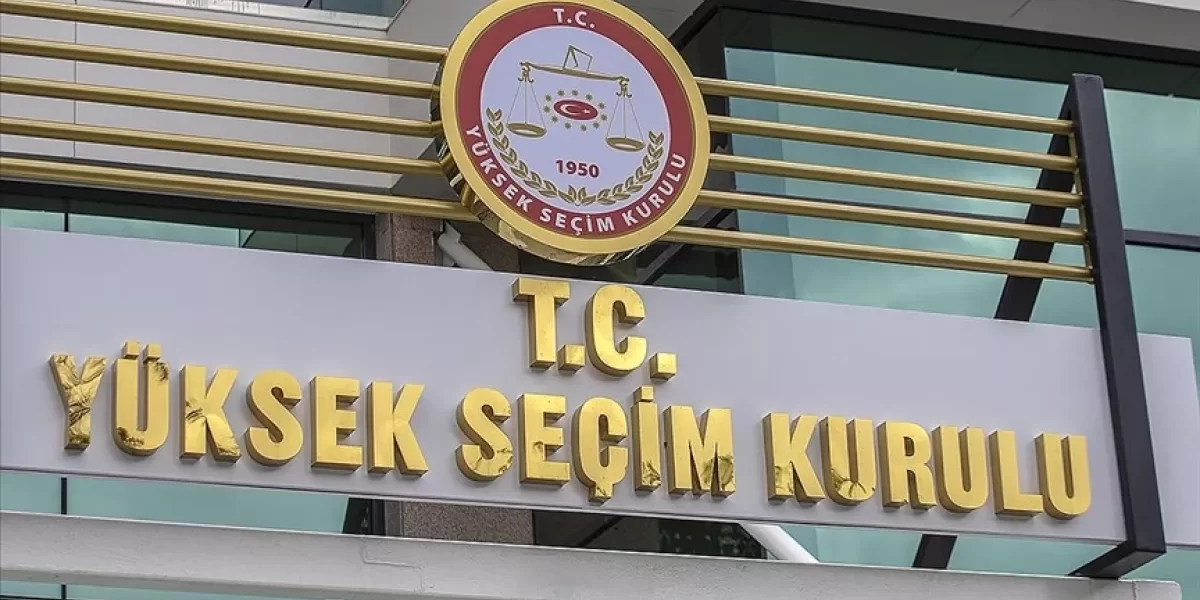 T.C.
1950
YÜKSEK SEÇİM KURULU
T.C.
YÜKSEK SEÇİM KURULU